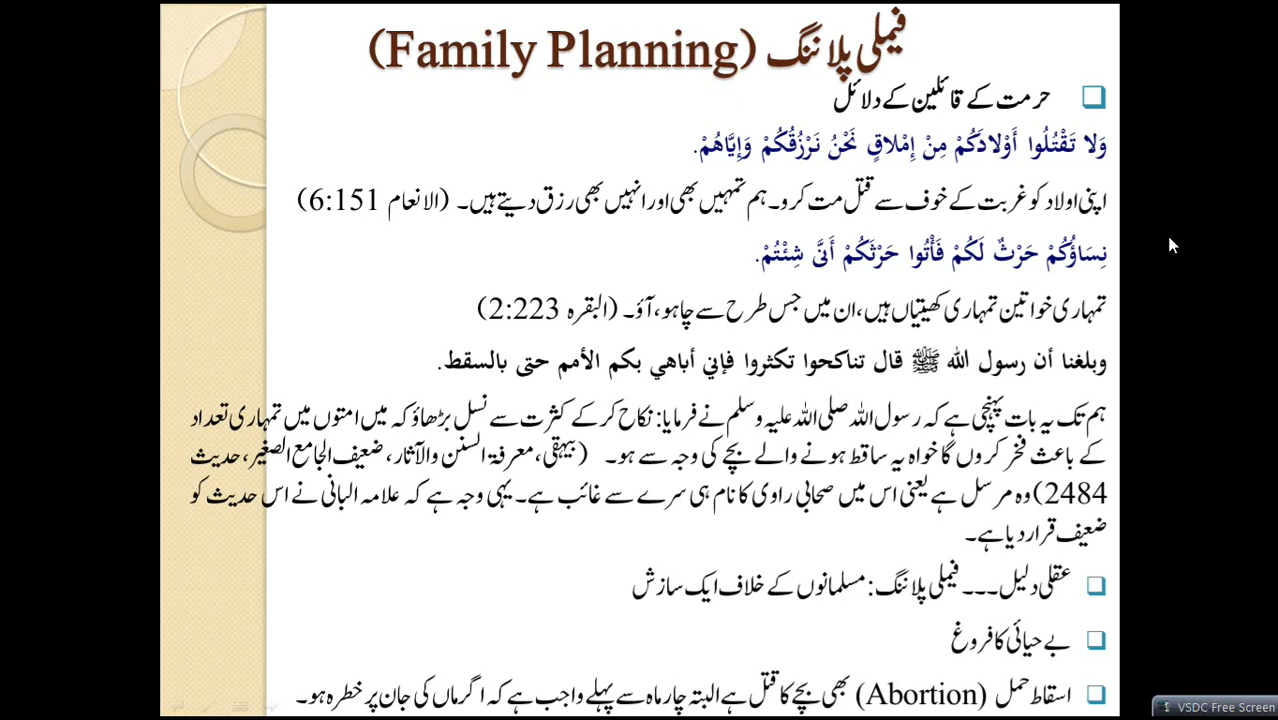 فیملی پلاننگ (Family Planning)
حرمت کے قائلین کے دلائل
وَلا تَقْتُلُوا أَوْلادَكُمْ مِنْ إِمْلاقٍ نَحْنُ نَرْزُقُكُمْ وَإِيَّاهُمْ.
اپنی اولاد کو غربت کے خوف سے قتل مت کرو۔ ہم تمہیں بھی اور انہیں بھی رزق دیتے ہیں۔ (الانعام 6:151)
نِسَاؤُكُمْ حَرْثٌ لَكُمْ فَأْتُوا حَرْثَكُمْ أَنَّى شِئْتُمْ.
تمہاری خواتین تمہاری کھیتیاں ہیں، ان میں جس طرح سے چاہو، آؤ۔ (البقرہ 2:223)
وبلغنا أن رسول الله ﷺ قال تناكحوا تكثروا فإني أباهي بكم الأمم حتى بالسقط.
ہم تک یہ بات پہنچی ہے کہ رسول اللہ صلی اللہ علیہ وسلم نے فرمایا: نکاح کر کے کثرت سے نسل بڑھاؤ کہ میں امتوں میں تمہاری تعداد
کے باعث فخر کروں گا خواہ یہ ساقط ہونے والے بچے کی وجہ سے ہو۔ (بیہقی، معرفۃ السنن والآثار، ضعیف الجامع الصغیر، حدیث
2484) وہ مرسل ہے یعنی اس میں صحابی راوی کا نام ہی سرے سے غائب ہے۔ یہی وجہ ہے کہ علامہ البانی نے اس حدیث کو
ضعیف قرار دیا ہے۔
عقلی دلیل۔۔۔ فیملی پلاننگ: مسلمانوں کے خلاف ایک سازش
بے حیائی کا فروغ
اسقاط حمل (Abortion) بھی بچے کا قتل ہے البتہ چار ماہ سے پہلے واجب ہے کہ اگر ماں کی جان پر خطرہ ہو۔
VSDC Free Screen